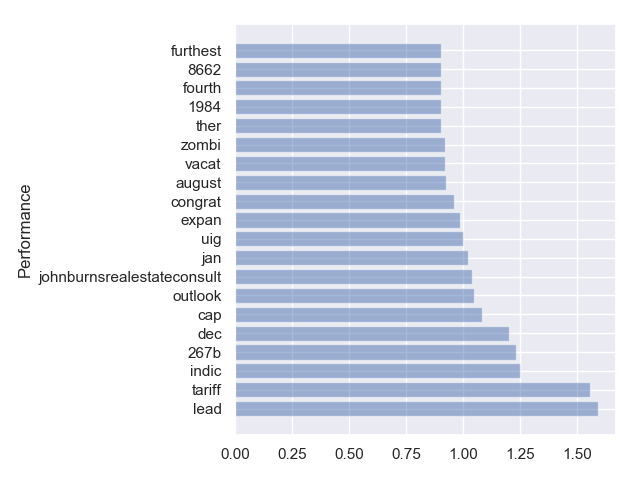 furthest
8662
fourth
1984
ther
zombi
vacat
august
congrat
expan
uig
jan
johnburnsrealestateconsult
outlook
cap
dec
267b
indic
tariff
lead
Performance
0.00 0.25 0.50 0.75 1.00 1.25 1.50